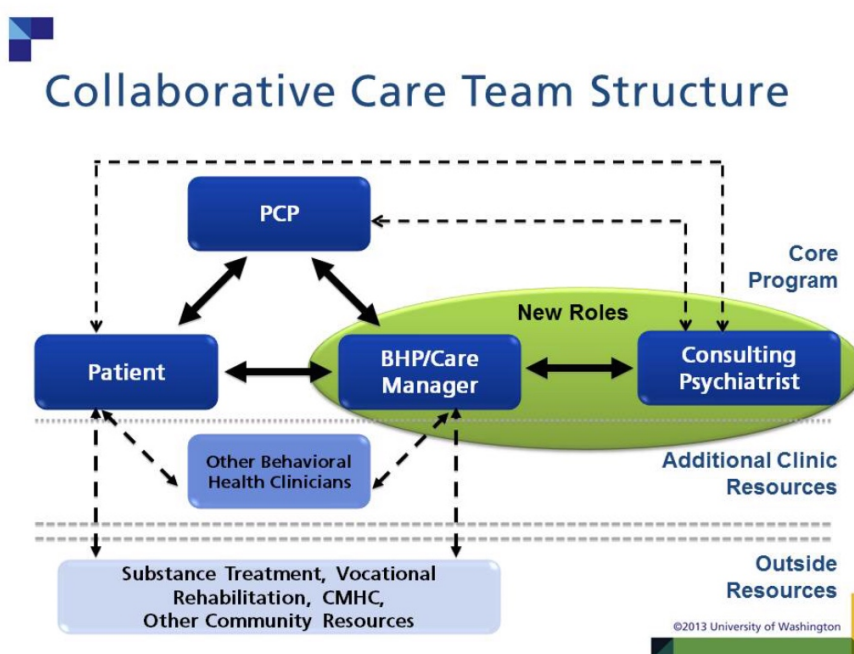 Collaborative Care Team Structure
PCP
Core
Program
New Roles
Patient
BHP/Care
Manager
Consulting
Psychiatrist
Other Behavioral
Health Clinicians
Additional Clinic
Resources
Substance Treatment, Vocational
Rehabilitation, CMHC,
Other Community Resources
Outside
Resources
©2013 University of Washington